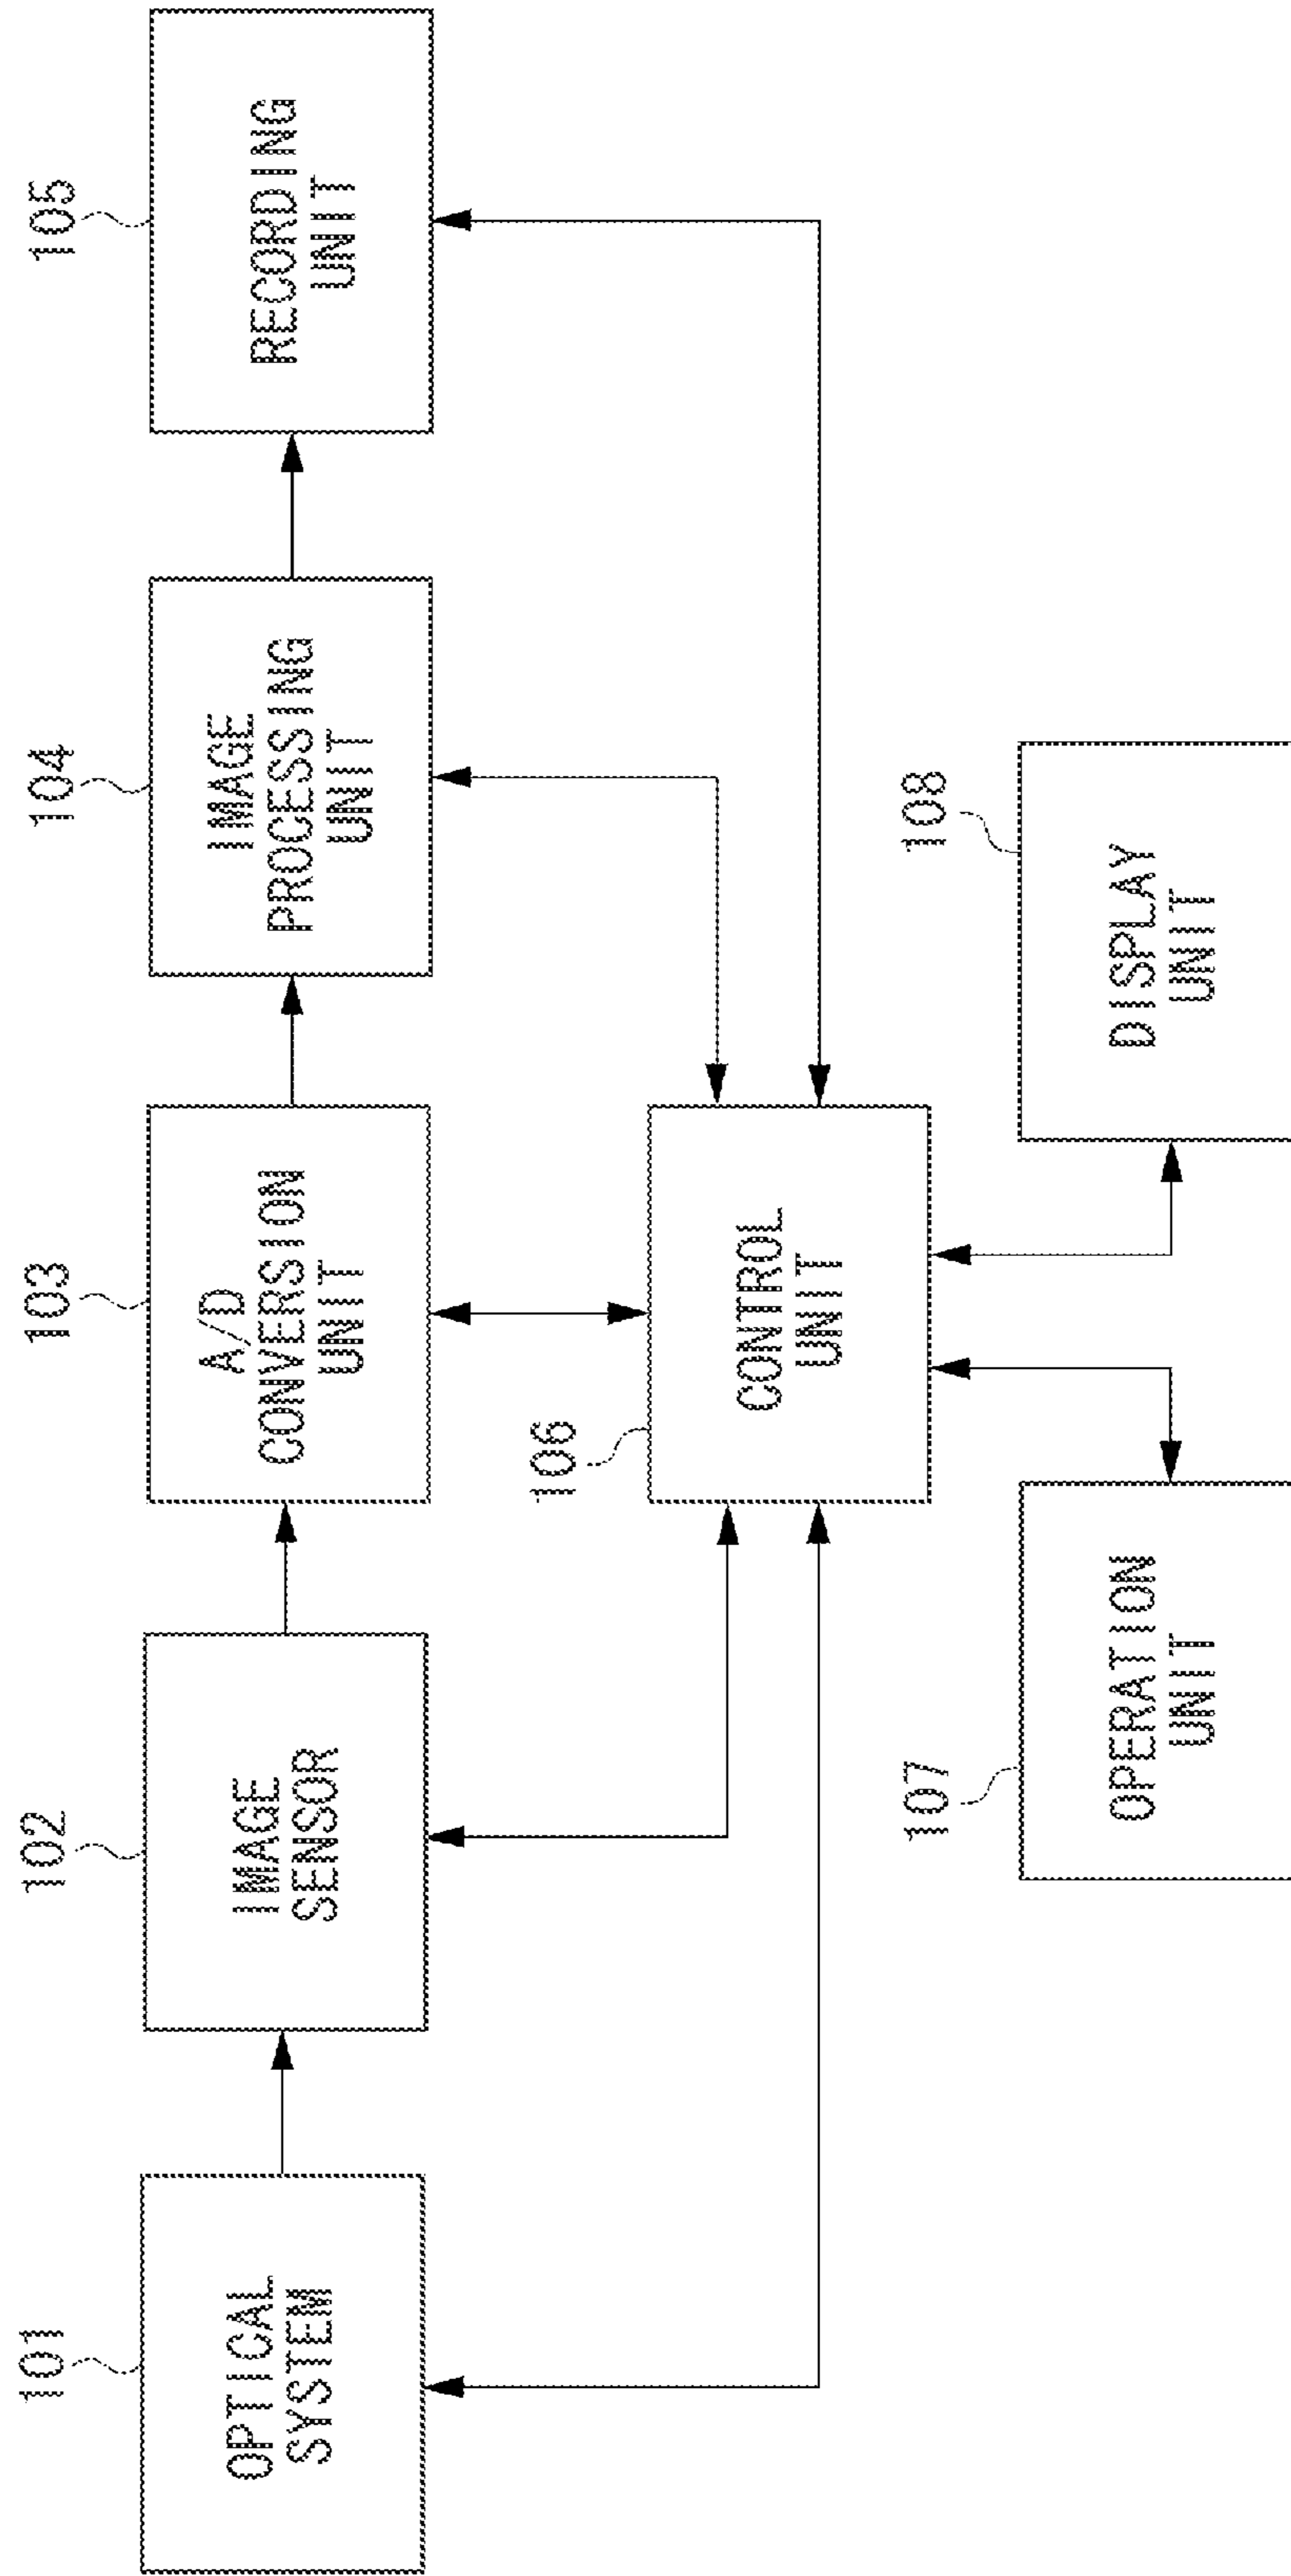 101
OPTICAL
SYSTEM
102
IMAGE
SENSOR
103
A/D
CONVERSION
UNIT
104
IMAGE
PROCESSING
UNIT
105
RECORDING
UNIT
106
CONTROL
UNIT
107
OPERATION
UNIT
108
DISPLAY
UNIT